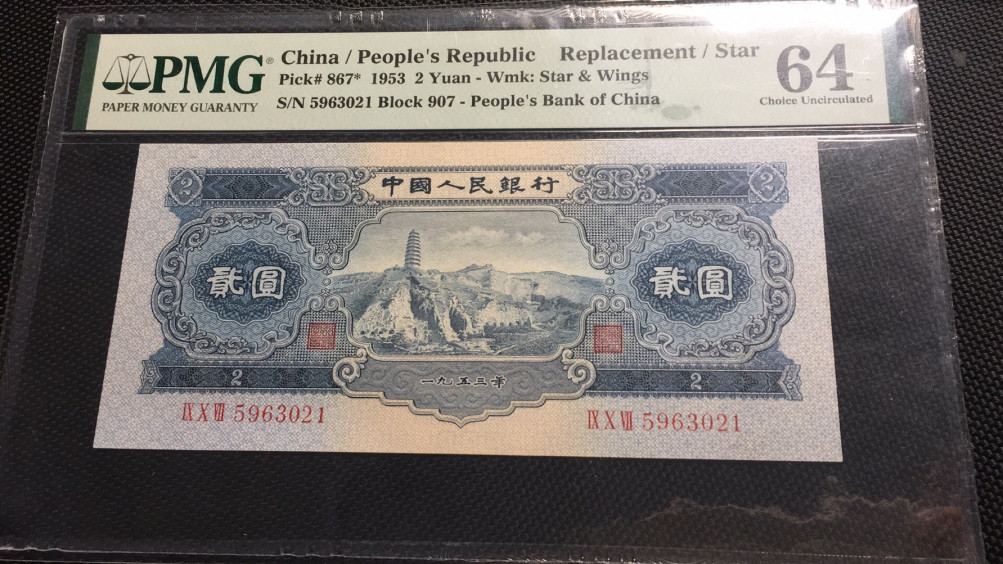 PMG®
PAPER MONEY GUARANTY
China / People's Republic Replacement / Star
Pick# 867* 1953 2 Yuan - Wmk: Star & Wings
S/N 5963021 Block 907 - People's Bank of China
64
Choice Uncirculated
2 中國人民銀行 2
貳圓 貳圓
一九五三年
2 2
ⅨⅩⅦ 5963021 ⅨⅩⅦ 5963021